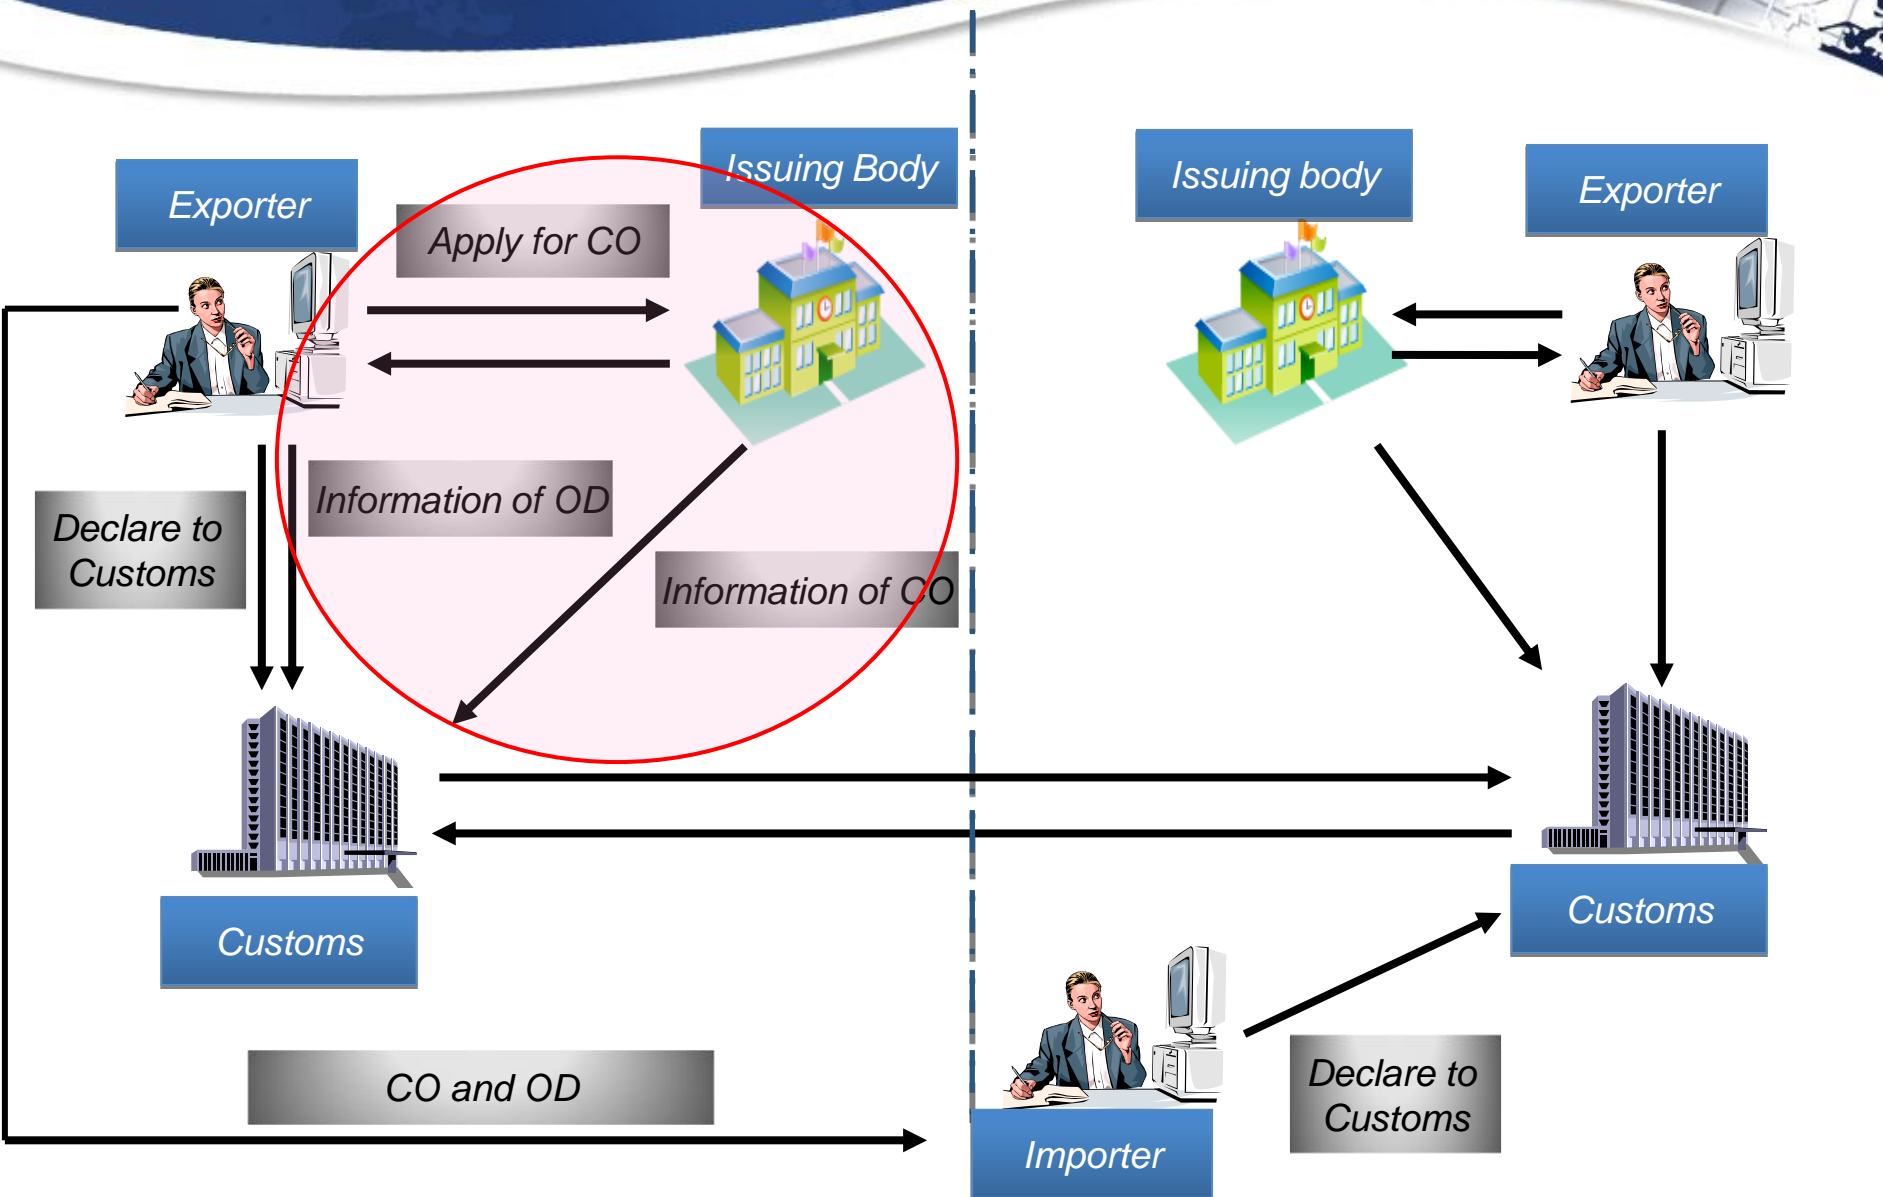 Issuing Body
Issuing body
Exporter
Exporter
Apply for CO
Information of OD
Declare to
Customs
Information of CO
Customs
Customs
CO and OD
Declare to
Customs
Importer